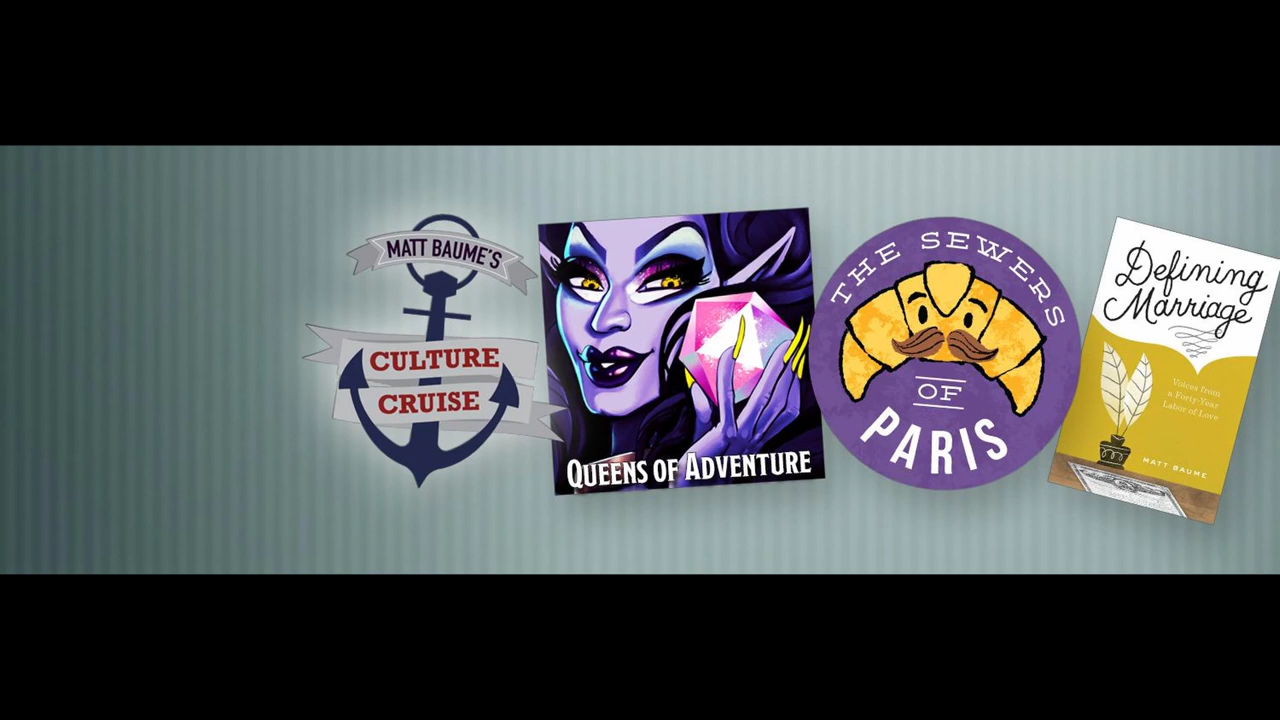 MATT BAUME'S
CULTURE
CRUISE
QUEENS OF ADVENTURE
THE SEWERS
OF
PARIS
Defining
Marriage
Voices from
a Forty-Year
Labor of Love
MATT BAUME